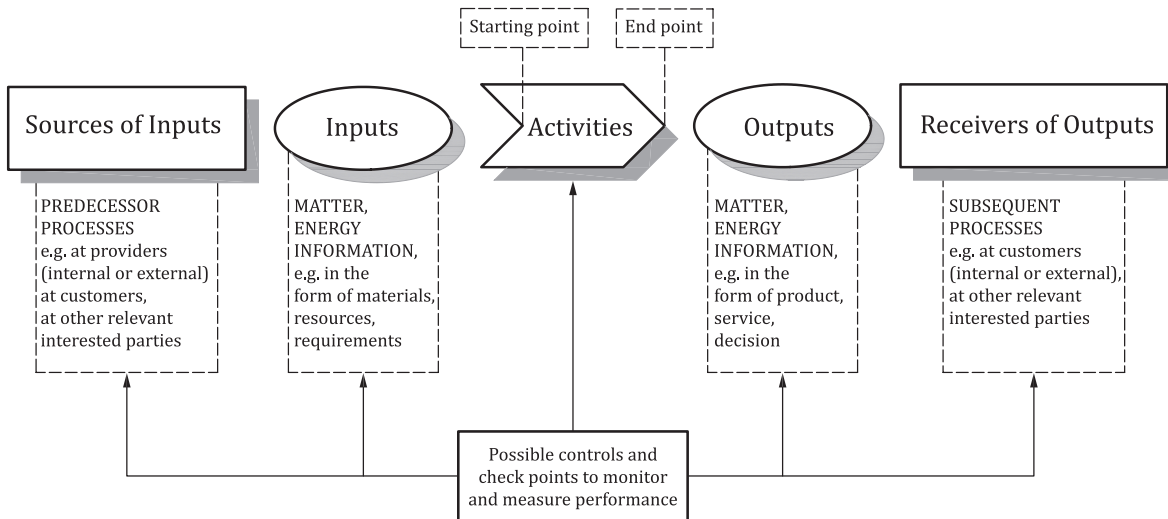 Starting point
End point
Sources of Inputs
Inputs
Activities
Outputs
Receivers of Outputs
PREDECESSOR
PROCESSES
e.g. at providers
(internal or external)
at customers,
at other relevant
interested parties
MATTER,
ENERGY
INFORMATION,
e.g. in the
form of materials,
resources,
requirements
MATTER,
ENERGY
INFORMATION,
e.g. in the
form of product,
service,
decision
SUBSEQUENT
PROCESSES
e.g. at customers
(internal or external),
at other relevant
interested parties
Possible controls and
check points to monitor
and measure performance